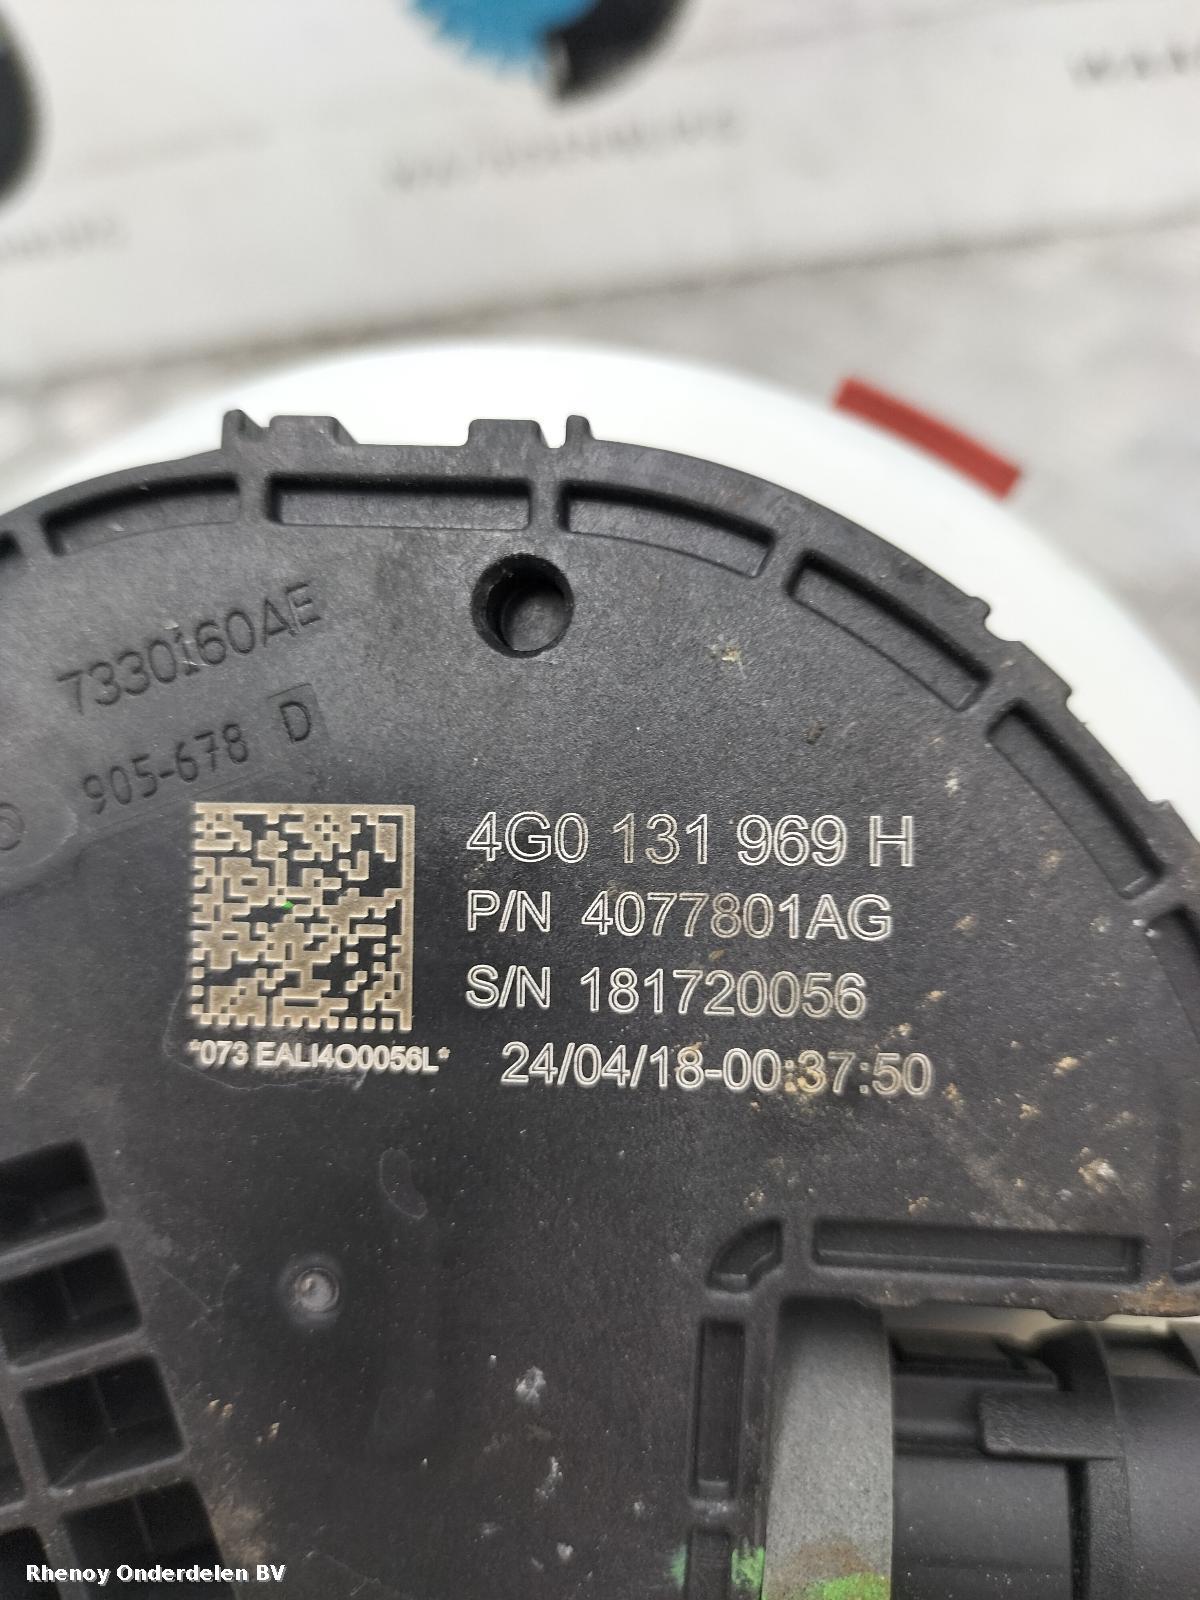 7330160AE
905-678 D
4G0 131 969 H
P/N 4077801AG
S/N 181720056
*073 EALI4O0056L*
24/04/18-00:37:50
Rhenoy Onderdelen BV